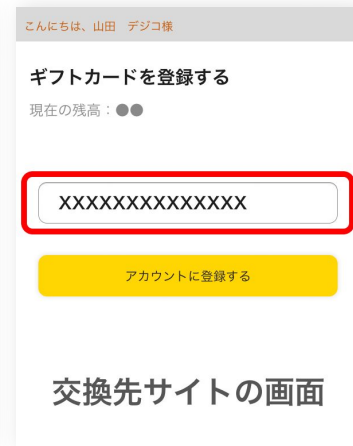 こんにちは、山田　デジコ様
ギフトカードを登録する
現在の残高：●●
XXXXXXXXXXXXXX
アカウントに登録する
交換先サイトの画面